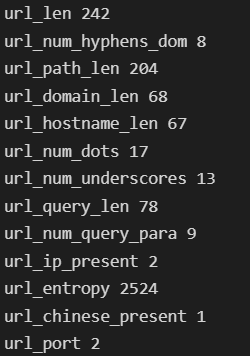 url_len 242
url_num_hyphens_dom 8
url_path_len 204
url_domain_len 68
url_hostname_len 67
url_num_dots 17
url_num_underscores 13
url_query_len 78
url_num_query_para 9
url_ip_present 2
url_entropy 2524
url_chinese_present 1
url_port 2